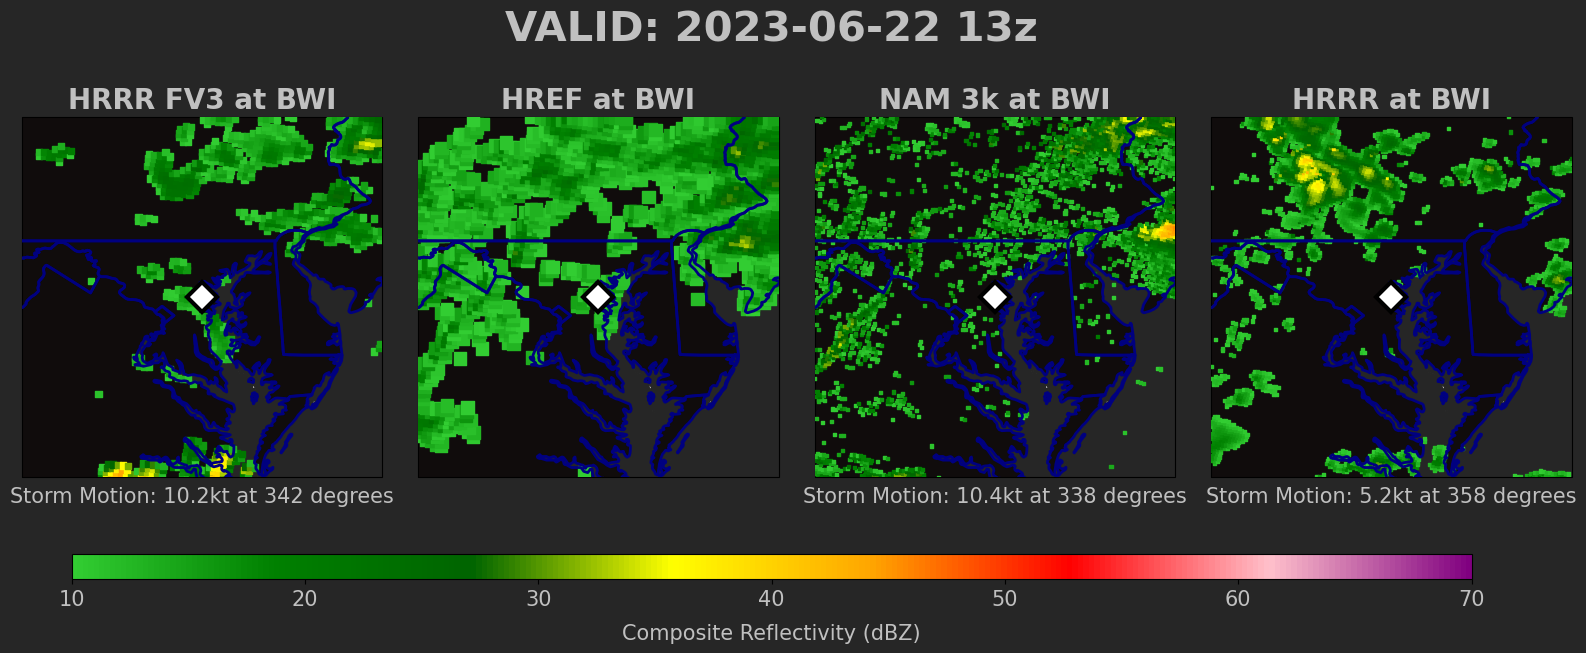 VALID: 2023-06-22 13z
HRRR FV3 at BWI
HREF at BWI
NAM 3k at BWI
HRRR at BWI
Storm Motion: 10.2kt at 342 degrees
Storm Motion: 10.4kt at 338 degrees
Storm Motion: 5.2kt at 358 degrees
10 20 30 40 50 60 70
Composite Reflectivity (dBZ)